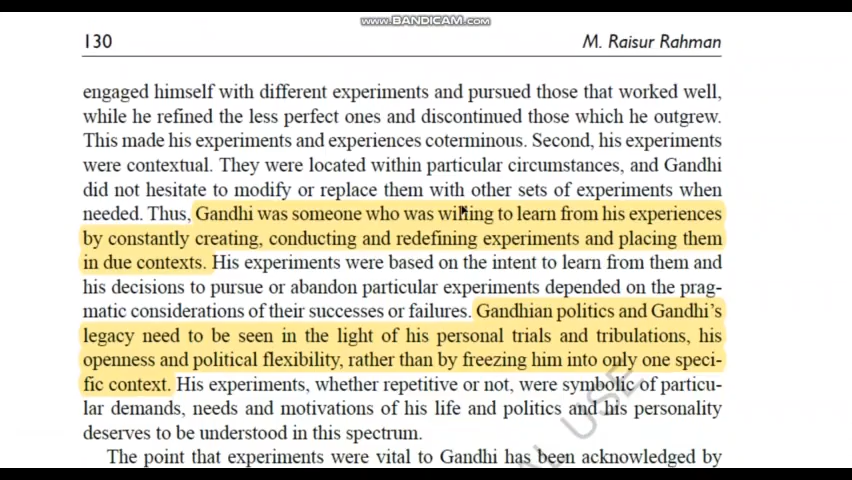 www.BANDICAM.com
130 M. Raisur Rahman
engaged himself with different experiments and pursued those that worked well,
while he refined the less perfect ones and discontinued those which he outgrew.
This made his experiments and experiences coterminous. Second, his experiments
were contextual. They were located within particular circumstances, and Gandhi
did not hesitate to modify or replace them with other sets of experiments when
needed. Thus, Gandhi was someone who was willing to learn from his experiences
by constantly creating, conducting and redefining experiments and placing them
in due contexts. His experiments were based on the intent to learn from them and
his decisions to pursue or abandon particular experiments depended on the prag-
matic considerations of their successes or failures. Gandhian politics and Gandhi's
legacy need to be seen in the light of his personal trials and tribulations, his
openness and political flexibility, rather than by freezing him into only one speci-
fic context. His experiments, whether repetitive or not, were symbolic of particu-
lar demands, needs and motivations of his life and politics and his personality
deserves to be understood in this spectrum.
The point that experiments were vital to Gandhi has been acknowledged by
USE